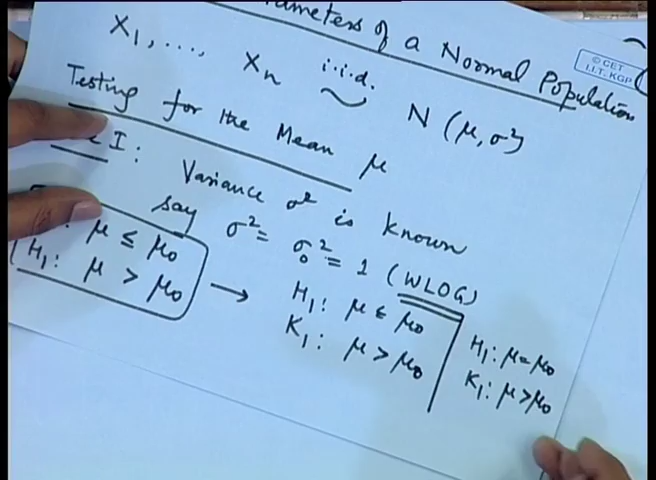 Parameters of a Normal Population
© CET
I.I.T. KGP
X₁, ...., Xₙ i.i.d. ~ N (μ, σ²)
Testing for the Mean μ
I: Variance σ² is known
say σ² = σ₀² = 1 (WLOG)
: μ ≤ μ₀
H₁: μ > μ₀
→
H₁: μ ≤ μ₀
K₁: μ > μ₀
H₁: μ = μ₀
K₁: μ > μ₀